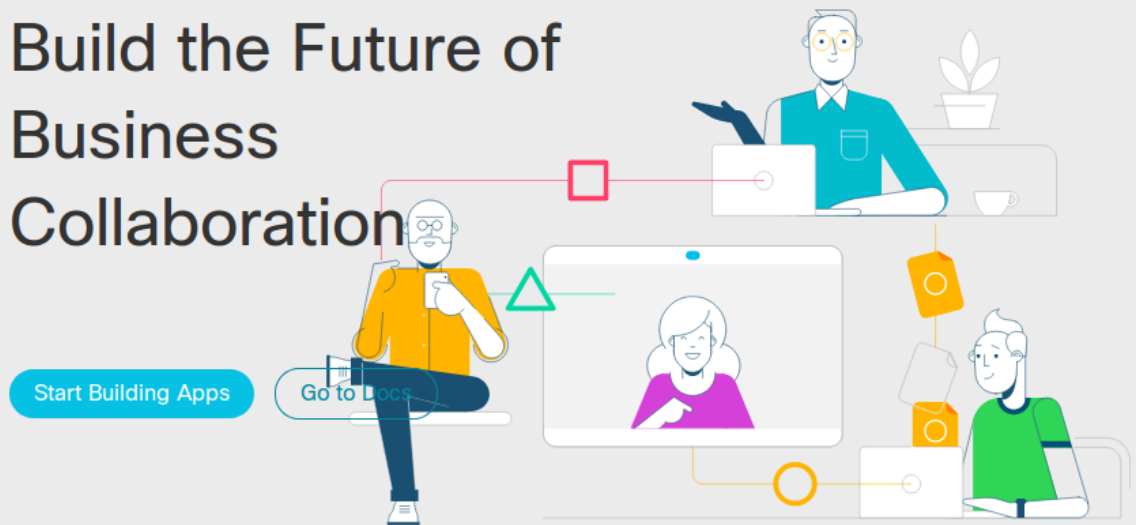 Build the Future of
Business
Collaboration
Start Building Apps
Go to Docs